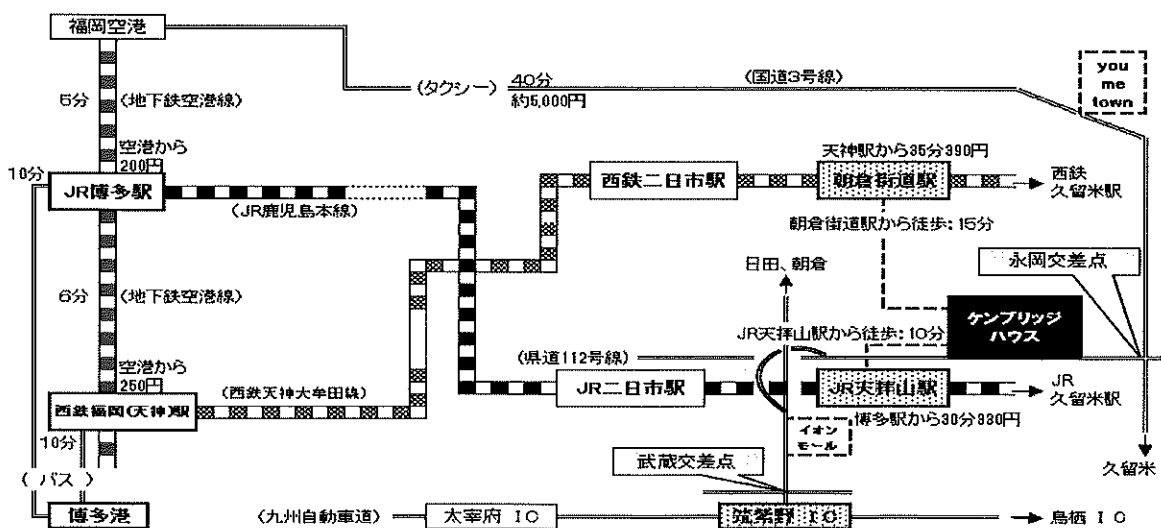 福岡空港
5分
(地下鉄空港線)
(タクシー)
40分
約5,000円
(国道3号線)
you
me
town
空港から
200円
10分
JR博多駅
(JR鹿児島本線)
天神駅から35分390円
西鉄二日市駅
朝倉街道駅
西鉄
久留米駅
朝倉街道駅から徒歩:15分
6分
(地下鉄空港線)
日田、朝倉
永岡交差点
ケンブリッジ
ハウス
JR天拝山駅から徒歩:10分
(県道112号線)
空港から
250円
西鉄福岡(天神)駅
(西鉄天神大牟田線)
JR二日市駅
JR天拝山駅
JR
久留米駅
博多駅から30分330円
イオン
モール
10分
武蔵交差点
久留米
(バス)
博多港
(九州自動車道)
太宰府 IC
筑紫野 IC
鳥栖 IC